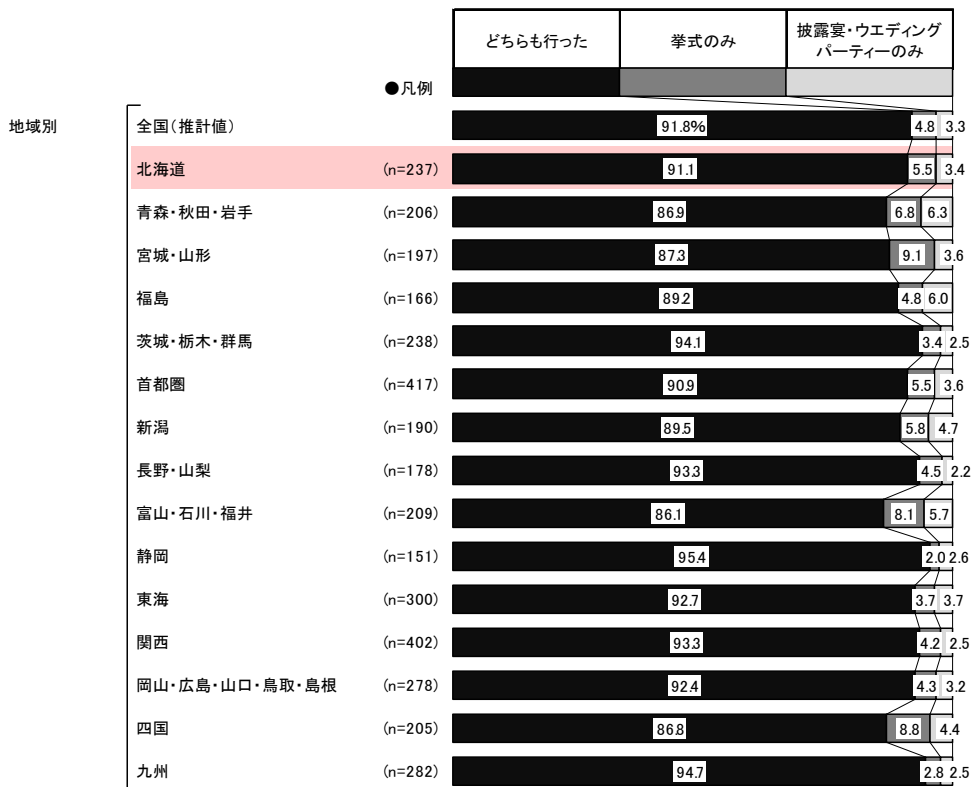 どちらも行った 挙式のみ 披露宴・ウエディング
パーティーのみ
●凡例
地域別 全国(推計値) 91.8% 4.8 3.3
北海道 (n=237) 91.1 5.5 3.4
青森・秋田・岩手 (n=206) 86.9 6.8 6.3
宮城・山形 (n=197) 87.3 9.1 3.6
福島 (n=166) 89.2 4.8 6.0
茨城・栃木・群馬 (n=238) 94.1 3.4 2.5
首都圏 (n=417) 90.9 5.5 3.6
新潟 (n=190) 89.5 5.8 4.7
長野・山梨 (n=178) 93.3 4.5 2.2
富山・石川・福井 (n=209) 86.1 8.1 5.7
静岡 (n=151) 95.4 2.0 2.6
東海 (n=300) 92.7 3.7 3.7
関西 (n=402) 93.3 4.2 2.5
岡山・広島・山口・鳥取・島根 (n=278) 92.4 4.3 3.2
四国 (n=205) 86.8 8.8 4.4
九州 (n=282) 94.7 2.8 2.5